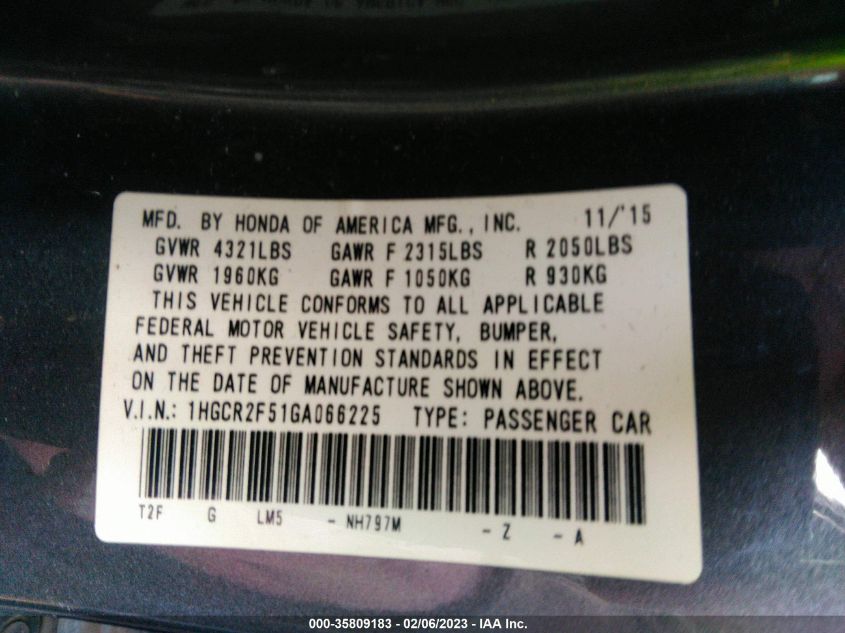 MFD. BY HONDA OF AMERICA MFG., INC. 11/'15
GVWR 4321LBS GAWR F 2315LBS R 2050LBS
GVWR 1960KG GAWR F 1050KG R 930KG
THIS VEHICLE CONFORMS TO ALL APPLICABLE
FEDERAL MOTOR VEHICLE SAFETY, BUMPER,
AND THEFT PREVENTION STANDARDS IN EFFECT
ON THE DATE OF MANUFACTURE SHOWN ABOVE.
V.I.N.: 1HGCR2F51GA066225 TYPE: PASSENGER CAR
T2F G LM5 - NH797M - Z - A
000-35809183 - 02/06/2023 - IAA Inc.